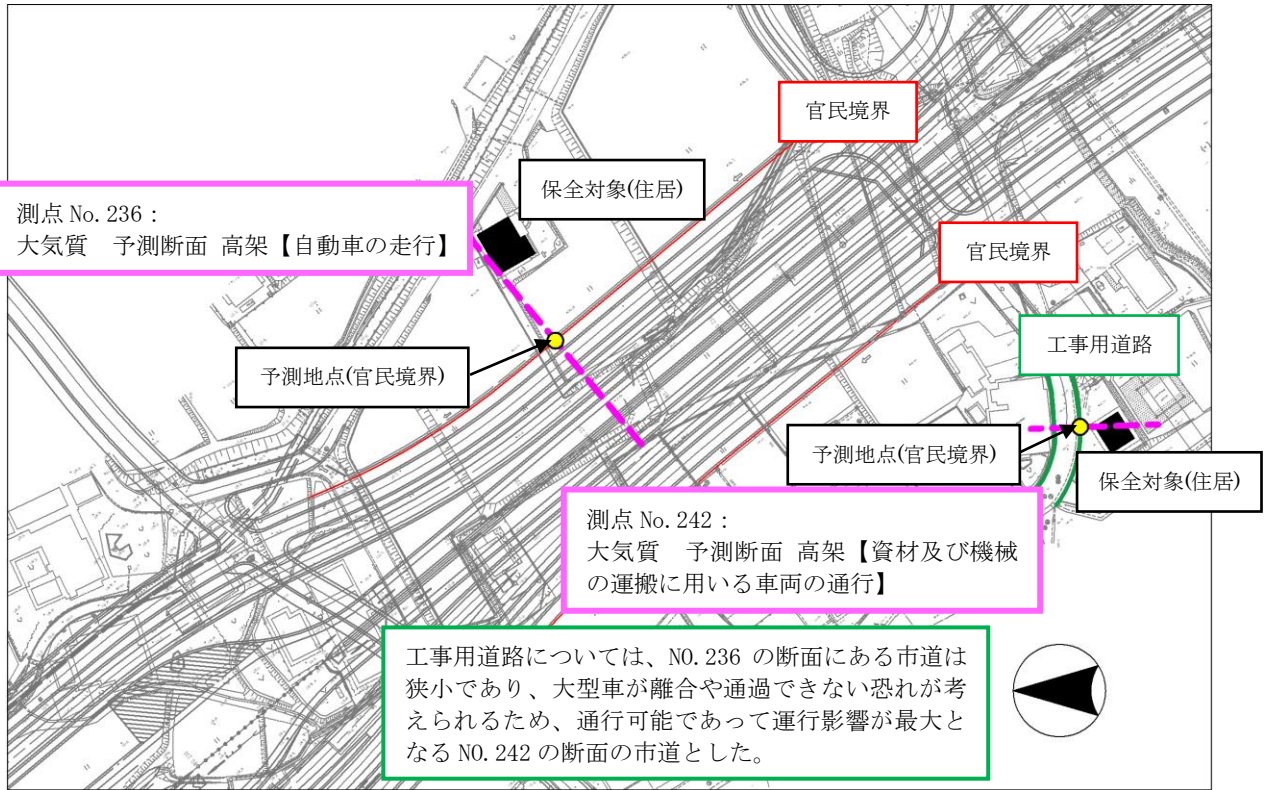 官民境界
保全対象(住居)
測点 No. 236：
大気質　予測断面 高架【自動車の走行】
官民境界
工事用道路
予測地点(官民境界)
予測地点(官民境界)
保全対象(住居)
測点 No. 242：
大気質　予測断面 高架【資材及び機械
の運搬に用いる車両の通行】
工事用道路については、NO. 236 の断面にある市道は
狭小であり、大型車が離合や通過できない恐れが考
えられるため、通行可能であって運行影響が最大と
なる NO. 242 の断面の市道とした。